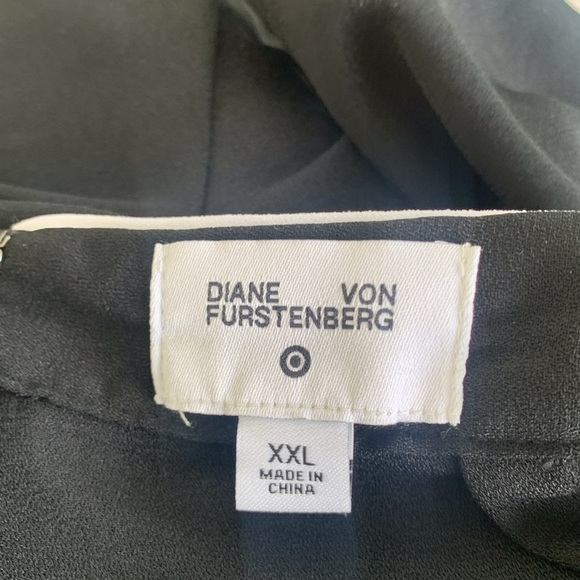 DIANE VON
FURSTENBERG
XXL
MADE IN
CHINA